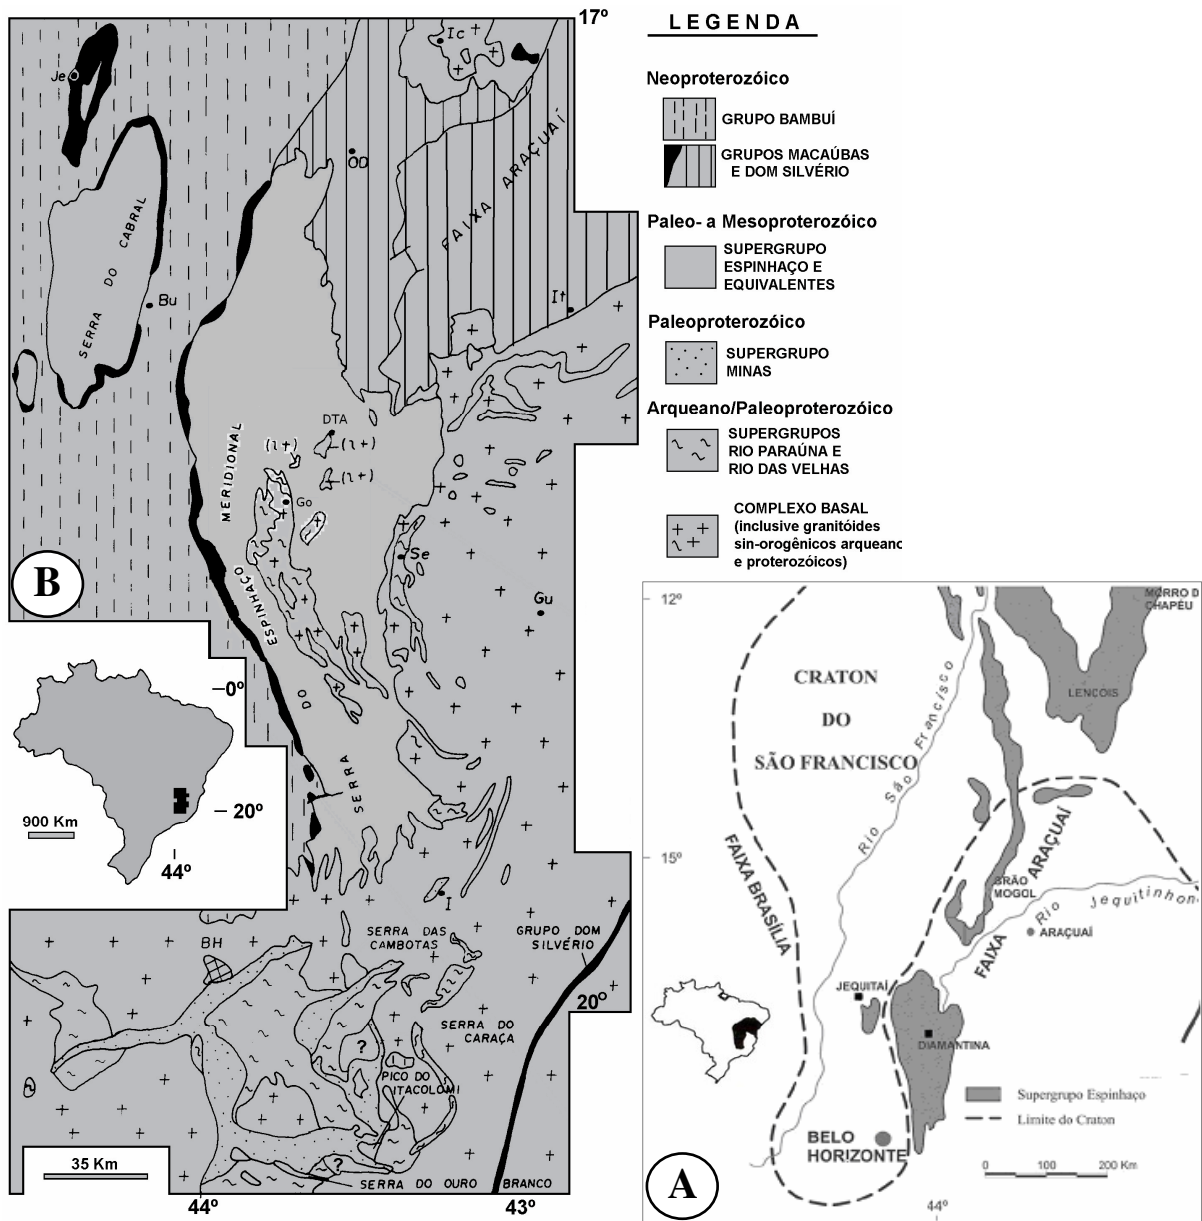 17º
Ic
Je
OD
FAIXA ARAÇUAÍ
SERRA DO CABRAL
Bu
It
DTA
MERIDIONAL
Go
Se
Gu
ESPINHAÇO
DO
SERRA
I
B
0º
20º
900 Km
44º
BH
SERRA DAS
CAMBOTAS
GRUPO DOM
SILVÉRIO
20º
SERRA DO
CARAÇA
?
PICO DO
ITACOLOMI
?
35 Km
SERRA DO OURO BRANCO
44º
43º
LEGENDA
Neoproterozóico
GRUPO BAMBUÍ
GRUPOS MACAÚBAS
E DOM SILVÉRIO
Paleo- a Mesoproterozóico
SUPERGRUPO
ESPINHAÇO E
EQUIVALENTES
Paleoproterozóico
SUPERGRUPO
MINAS
Arqueano/Paleoproterozóico
SUPERGRUPOS
RIO PARAÚNA E
RIO DAS VELHAS
COMPLEXO BASAL
(inclusive granitóides
sin-orogênicos arqueano
e proterozóicos)
12º
MORRO D
CHAPÉU
CRATON
DO
SÃO FRANCISCO
Rio São Francisco
LENÇOIS
15º
FAIXA BRASÍLIA
FAIXA ARAÇUAÍ
GRÃO
MOGOL
Rio Jequitinhon
ARAÇUAÍ
JEQUITAÍ
DIAMANTINA
Supergrupo Espinhaço
Limite do Craton
BELO
HORIZONTE
0 100 200 Km
A
44º